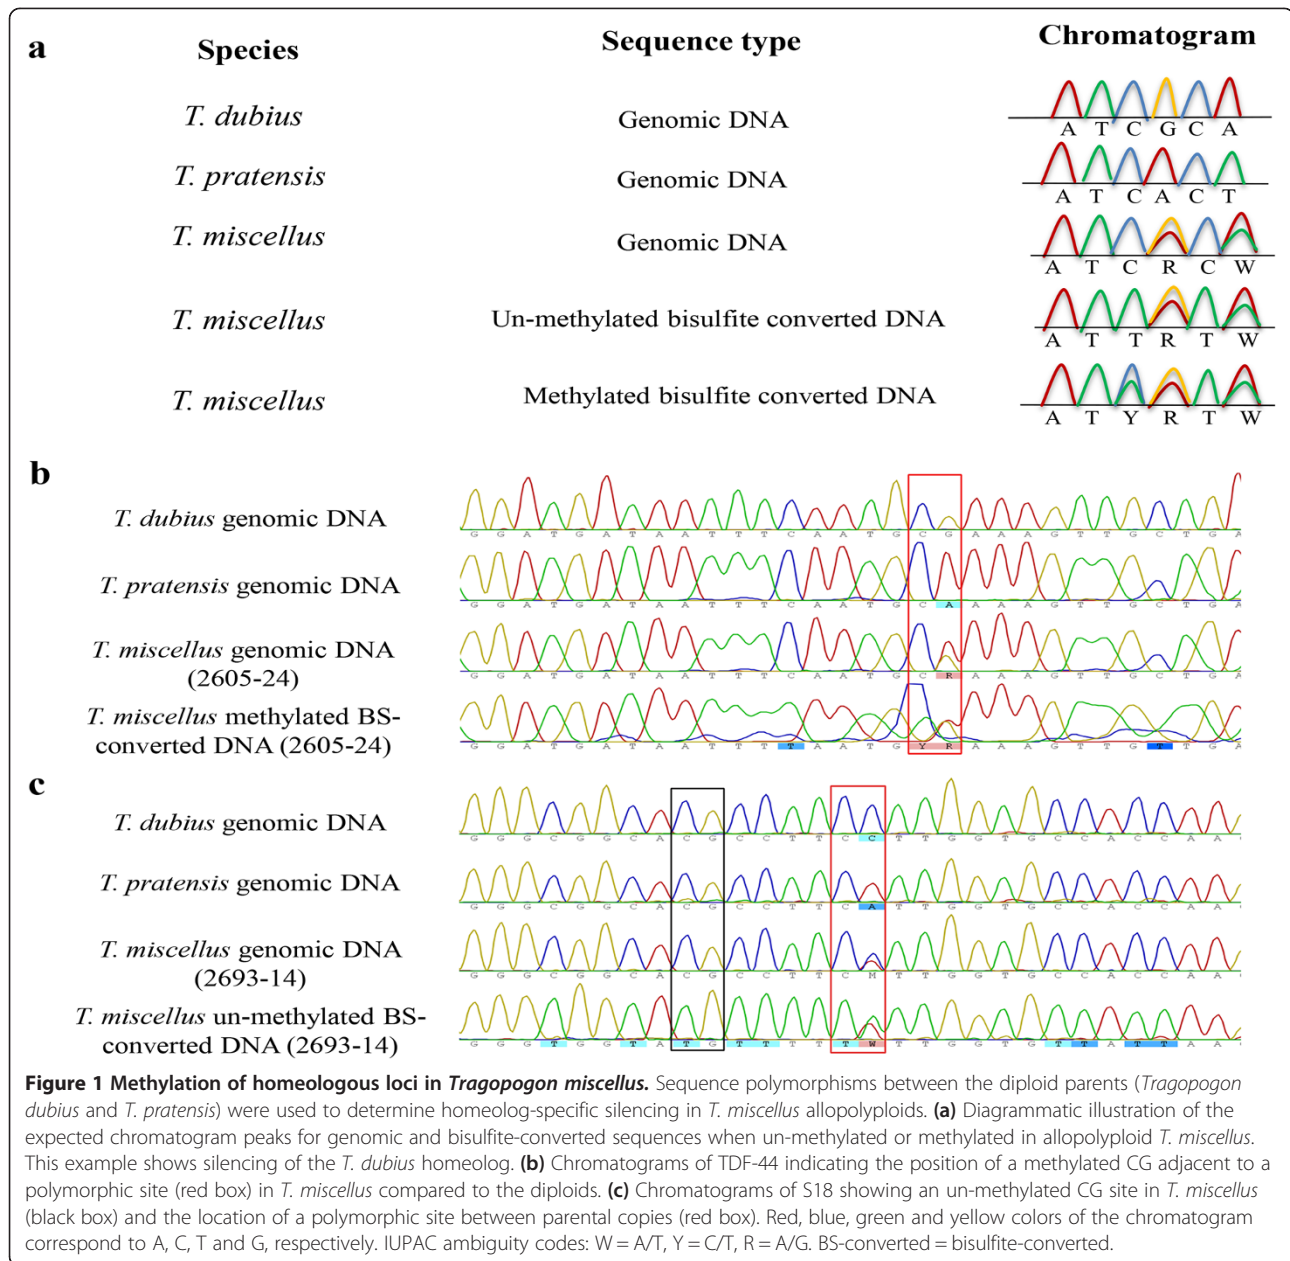 a
Species
Sequence type
Chromatogram
T. dubius
Genomic DNA
A T C G C A
T. pratensis
Genomic DNA
A T C A C T
T. miscellus
Genomic DNA
A T C R C W
T. miscellus
Un-methylated bisulfite converted DNA
A T T R T W
T. miscellus
Methylated bisulfite converted DNA
A T Y R T W
b
T. dubius genomic DNA
G G A T G A T A A T T T C A A T G C G A A A G T T G C T G A
T. pratensis genomic DNA
G G A T G A T A A T T T C A A T G C A A A A G T T G C T G A
T. miscellus genomic DNA
(2605-24)
G G A T G A T A A T T T C A A T G C R A A A G T T G C T G A
T. miscellus methylated BS-
converted DNA (2605-24)
G G A T G A T A A T T T T A A T G Y R A A A G T T G T T G A
c
T. dubius genomic DNA
G G G C G G C A C G C C T T C C T T G G T G C C A C C A A
T. pratensis genomic DNA
G G G C G G C A C G C C T T C A T T G G T G C C A C C A A
T. miscellus genomic DNA
(2693-14)
G G G C G G C A C G C C T T C M T T G G T G C C A C C A A
T. miscellus un-methylated BS-
converted DNA (2693-14)
G G G T G G T A T G T T T T T W T T G G T G T T A T T A A
Figure 1 Methylation of homeologous loci in Tragopogon miscellus. Sequence polymorphisms between the diploid parents (Tragopogon
dubius and T. pratensis) were used to determine homeolog-specific silencing in T. miscellus allopolyploids. (a) Diagrammatic illustration of the
expected chromatogram peaks for genomic and bisulfite-converted sequences when un-methylated or methylated in allopolyploid T. miscellus.
This example shows silencing of the T. dubius homeolog. (b) Chromatograms of TDF-44 indicating the position of a methylated CG adjacent to a
polymorphic site (red box) in T. miscellus compared to the diploids. (c) Chromatograms of S18 showing an un-methylated CG site in T. miscellus
(black box) and the location of a polymorphic site between parental copies (red box). Red, blue, green and yellow colors of the chromatogram
correspond to A, C, T and G, respectively. IUPAC ambiguity codes: W = A/T, Y = C/T, R = A/G. BS-converted = bisulfite-converted.